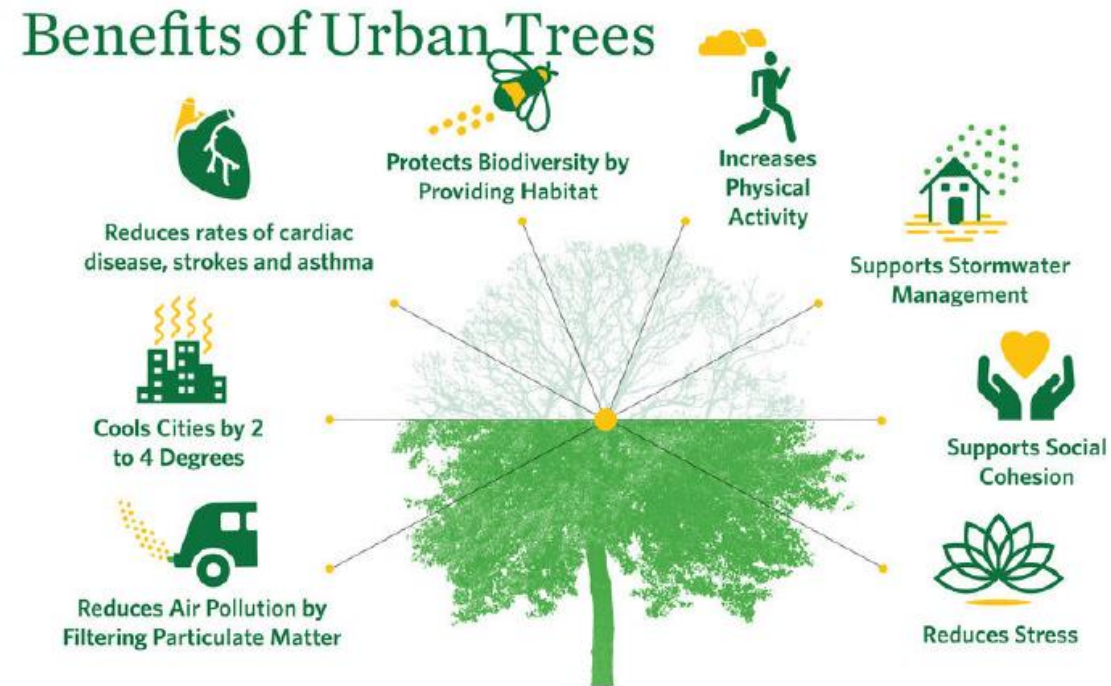 Benefits of Urban Trees
Reduces rates of cardiac
disease, strokes and asthma
Protects Biodiversity by
Providing Habitat
Increases
Physical
Activity
Supports Stormwater
Management
Cools Cities by 2
to 4 Degrees
Supports Social
Cohesion
Reduces Air Pollution by
Filtering Particulate Matter
Reduces Stress